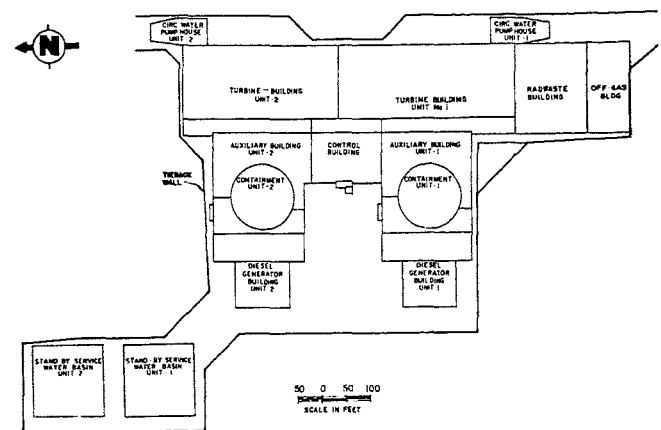 CIRC WATER
PUMP HOUSE
UNIT-2
CIRC WATER
PUMP HOUSE
UNIT-1
N
TURBINE-BUILDING
UNIT-2
TURBINE BUILDING
UNIT No 1
RADWASTE
BUILDING
OFF-GAS
BLDG
AUXILIARY BUILDING
UNIT-2
CONTROL
BUILDING
AUXILIARY BUILDING
UNIT-1
TIEBACK
WALL
CONTAINMENT
UNIT-2
CONTAINMENT
UNIT-1
DIESEL
GENERATOR
BUILDING
UNIT 2
DIESEL
GENERATOR
BUILDING
UNIT 1
STAND BY SERVICE
WATER BASIN
UNIT 2
STAND-BY SERVICE
WATER BASIN
UNIT-1
50 0 50 100
SCALE IN FEET